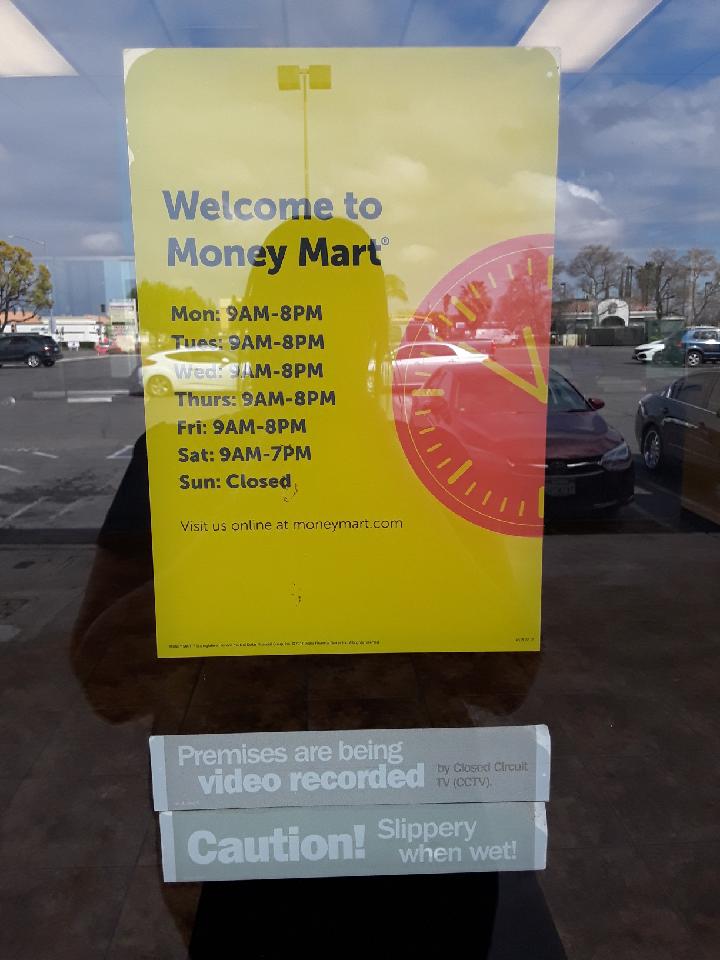 Welcome to
Money Mart®
Mon: 9AM-8PM
Tues: 9AM-8PM
Wed: 9AM-8PM
Thurs: 9AM-8PM
Fri: 9AM-8PM
Sat: 9AM-7PM
Sun: Closed
Visit us online at moneymart.com
Premises are being
video recorded
by Closed Circuit
TV (CCTV).
Caution!
Slippery
when wet!